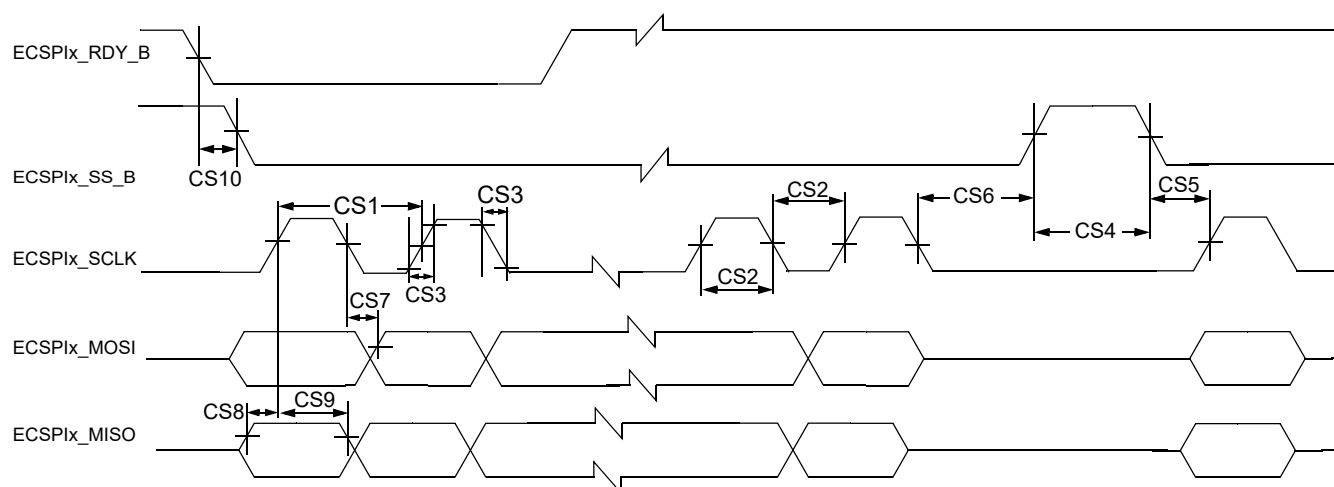 ECSPIx_RDY_B
CS10
ECSPIx_SS_B
CS1
CS3
CS2
CS6
CS5
CS4
ECSPIx_SCLK
CS3
CS2
CS7
ECSPIx_MOSI
CS8
CS9
ECSPIx_MISO